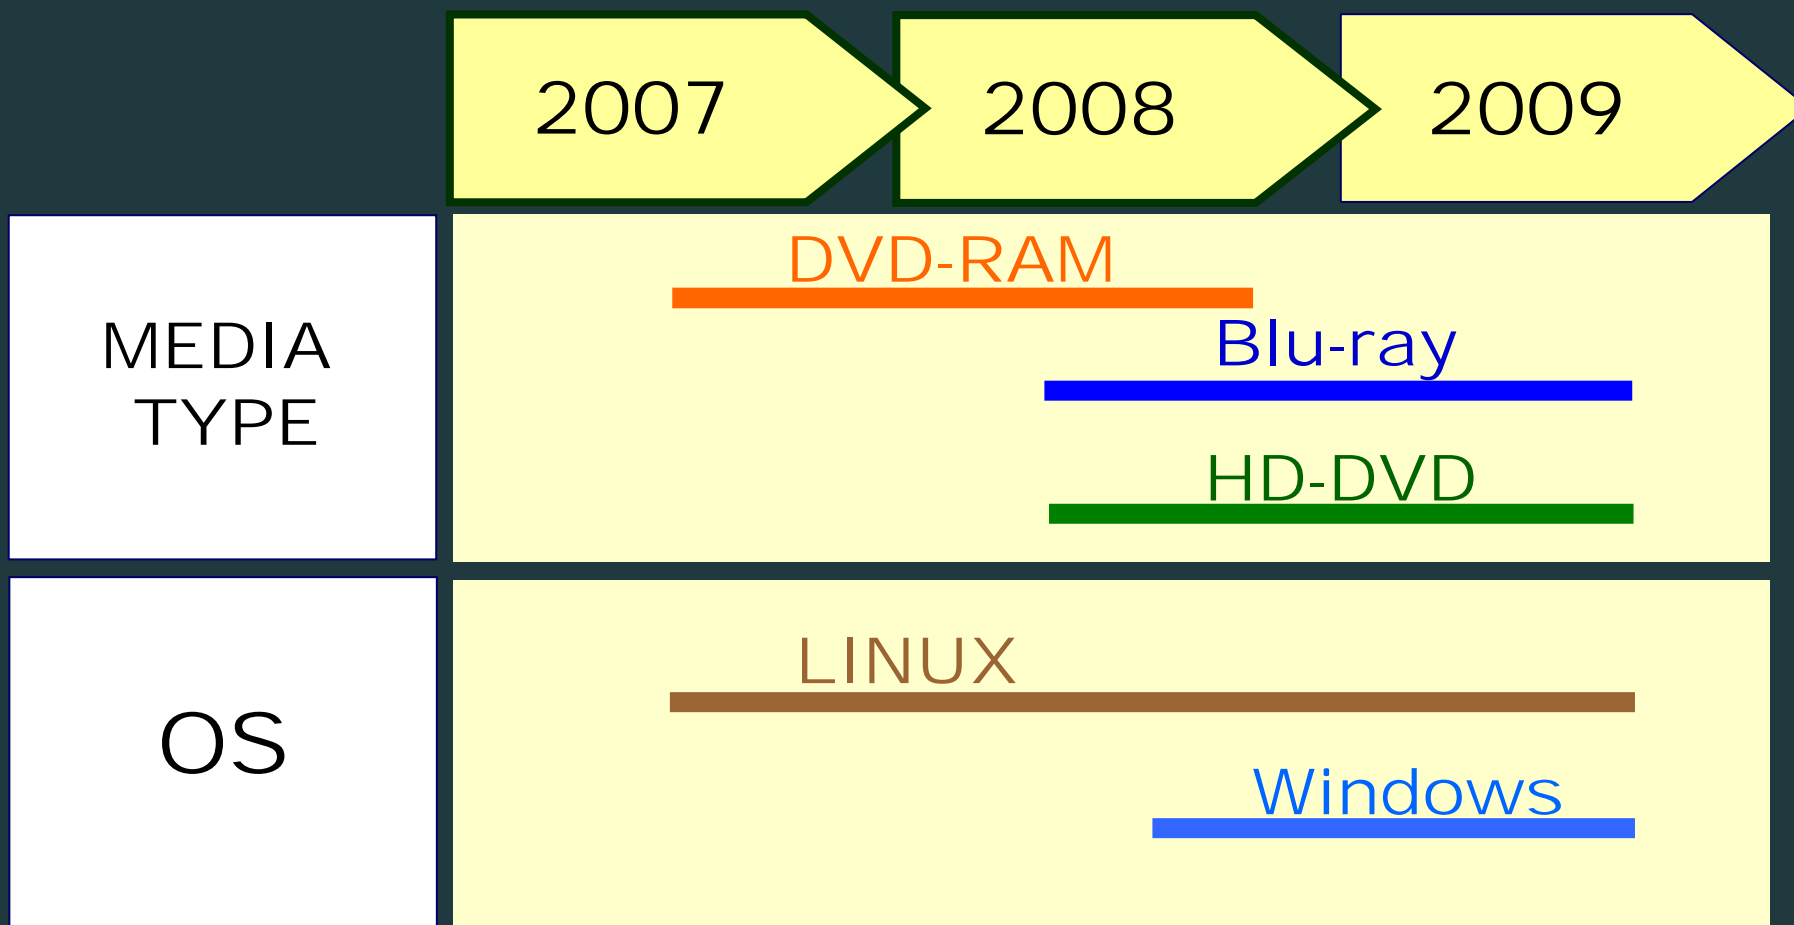 2007
2008
2009
MEDIA
TYPE
DVD-RAM
Blu-ray
HD-DVD
OS
LINUX
Windows